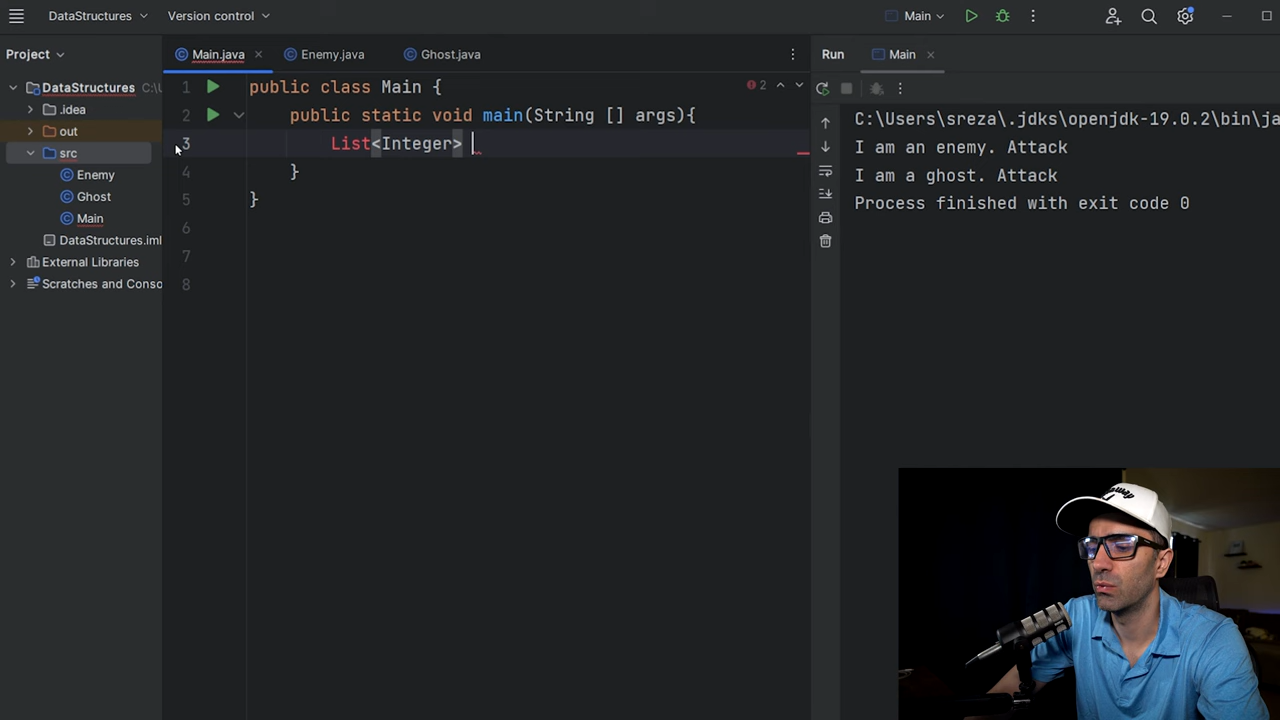 DataStructures
Version control
Main
Project
Main.java
Enemy.java
Ghost.java
Run
Main
DataStructures C:\U
.idea
out
src
Enemy
Ghost
Main
DataStructures.iml
External Libraries
Scratches and Conso
1 public class Main {
2 public static void main(String [] args){
3 List<Integer>
4 }
5 }
6
7
8
2
C:\Users\sreza\.jdks\openjdk-19.0.2\bin\ja
I am an enemy. Attack
I am a ghost. Attack
Process finished with exit code 0